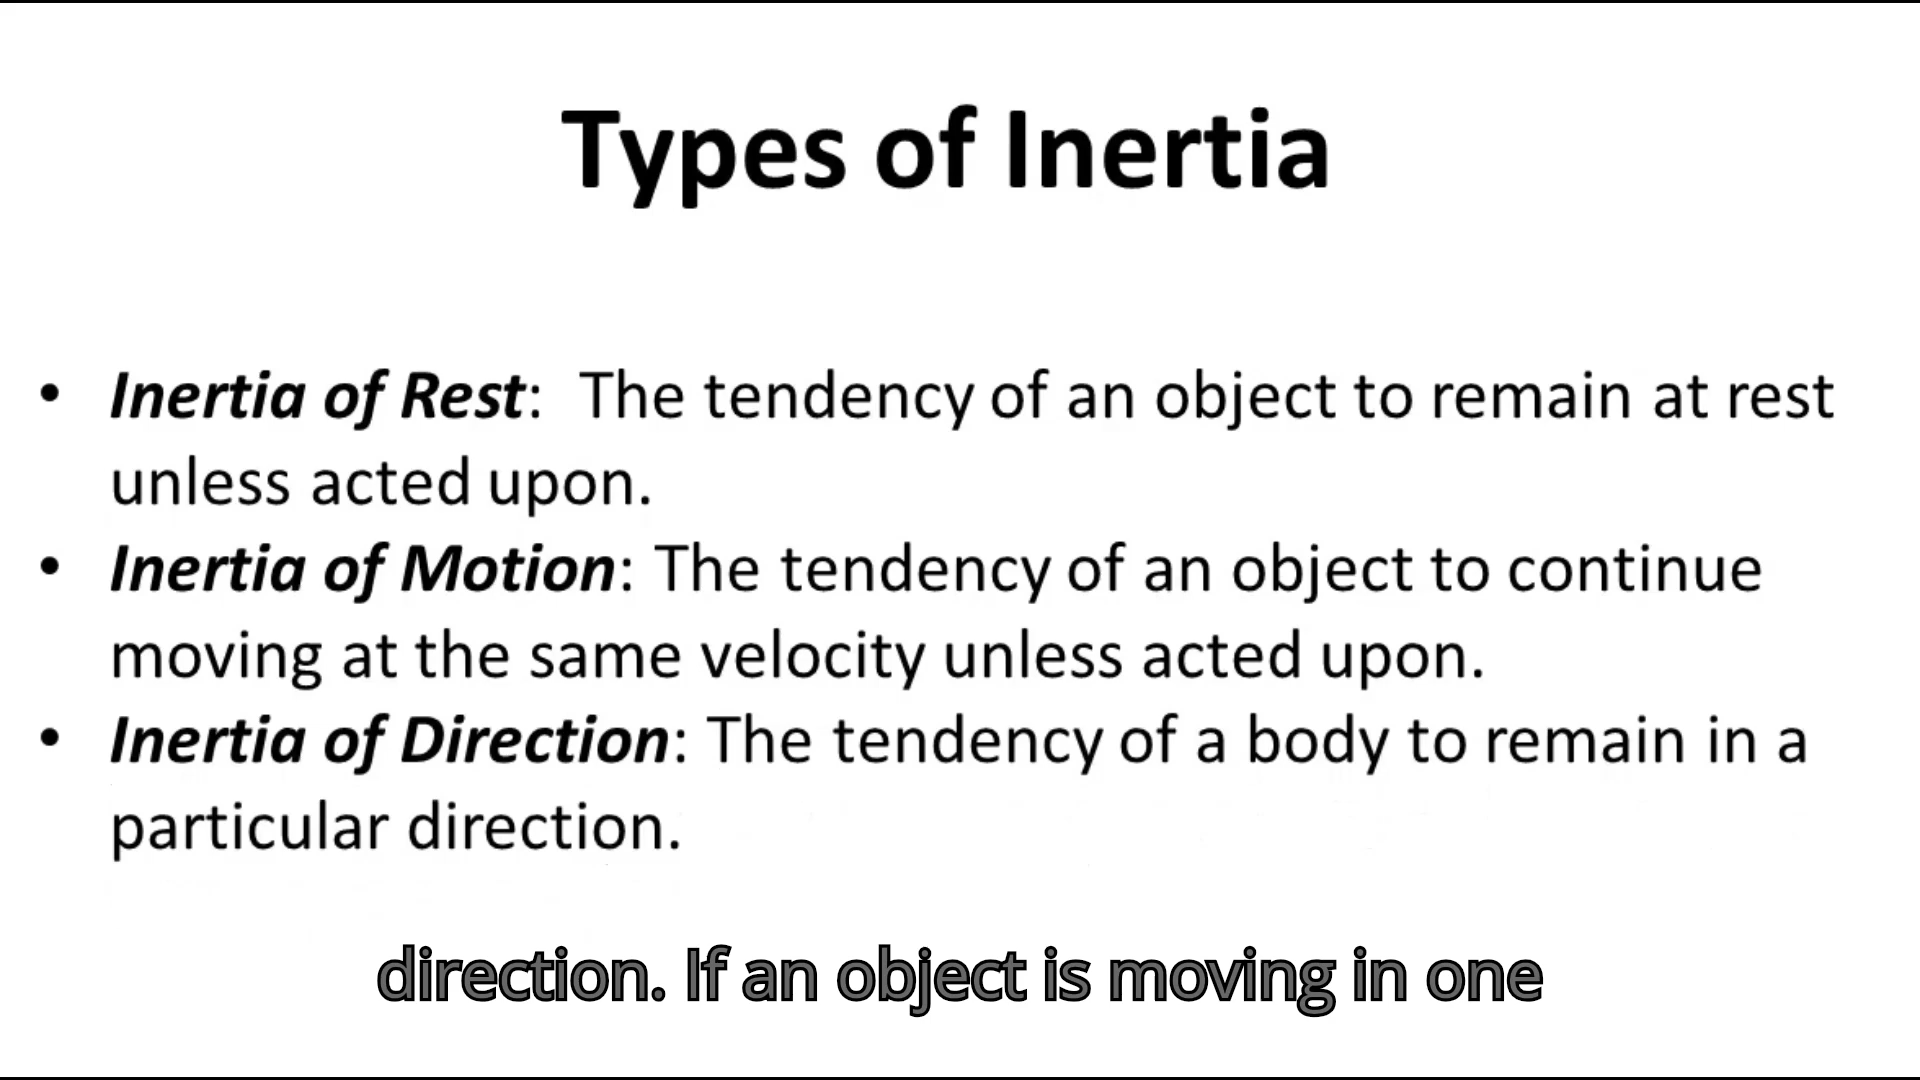 Types of Inertia
• Inertia of Rest: The tendency of an object to remain at rest
unless acted upon.
• Inertia of Motion: The tendency of an object to continue
moving at the same velocity unless acted upon.
• Inertia of Direction: The tendency of a body to remain in a
particular direction.
direction. If an object is moving in one